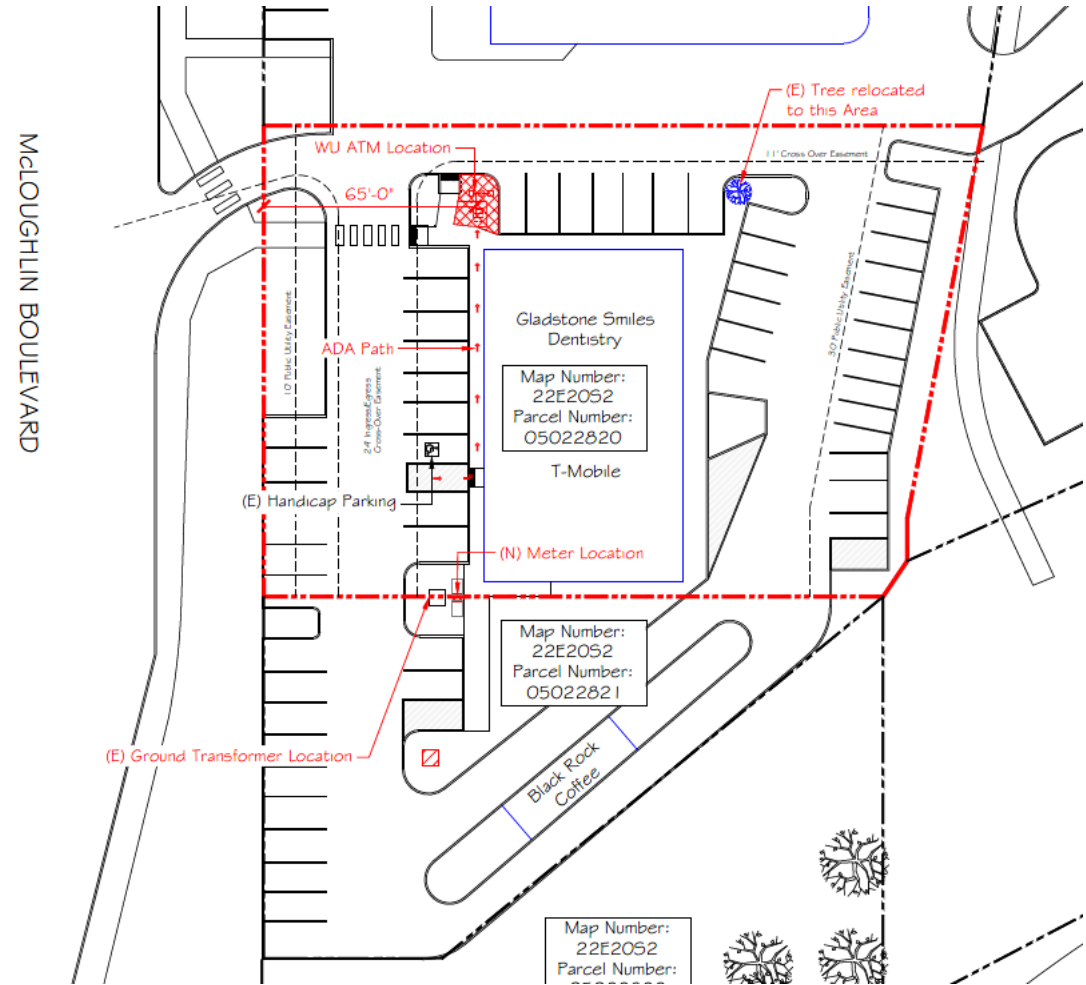 McLOUGHLIN BOULEVARD
(E) Tree relocated
to this Area
WU ATM Location
11' Cross-Over Easement
65'-0"
10' Public Utility Easement
24' Ingress/Egress
Cross-Over Easement
30' Public Utility Easement
ADA Path
Gladstone Smiles
Dentistry
Map Number:
22E20S2
Parcel Number:
05022820
T-Mobile
(E) Handicap Parking
(N) Meter Location
Map Number:
22E20S2
Parcel Number:
05022821
(E) Ground Transformer Location
Black Rock
Coffee
Map Number:
22E20S2
Parcel Number: